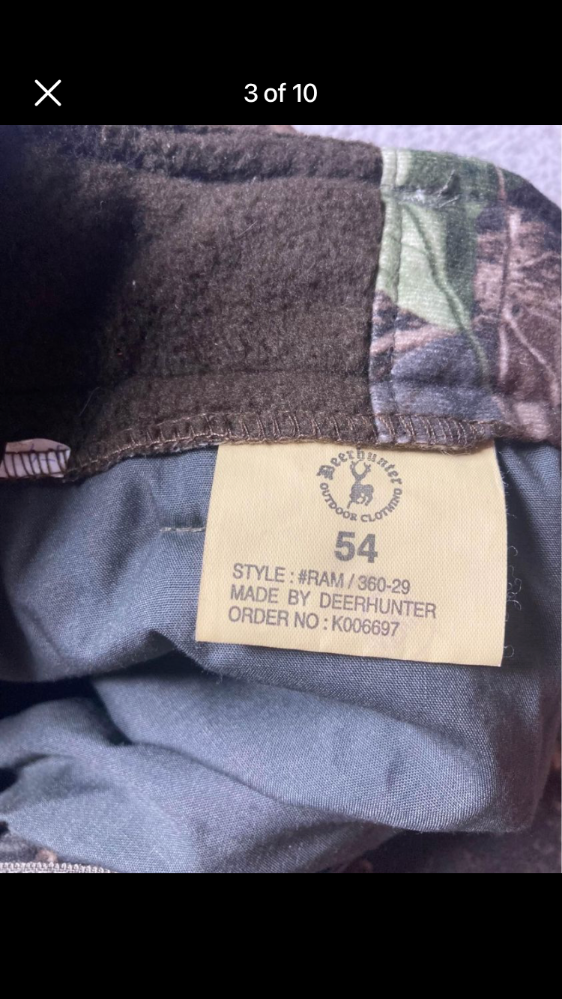 3 of 10
Deerhunter
OUTDOOR CLOTHING
54
STYLE : #RAM / 360-29
MADE BY DEERHUNTER
ORDER NO : K006697